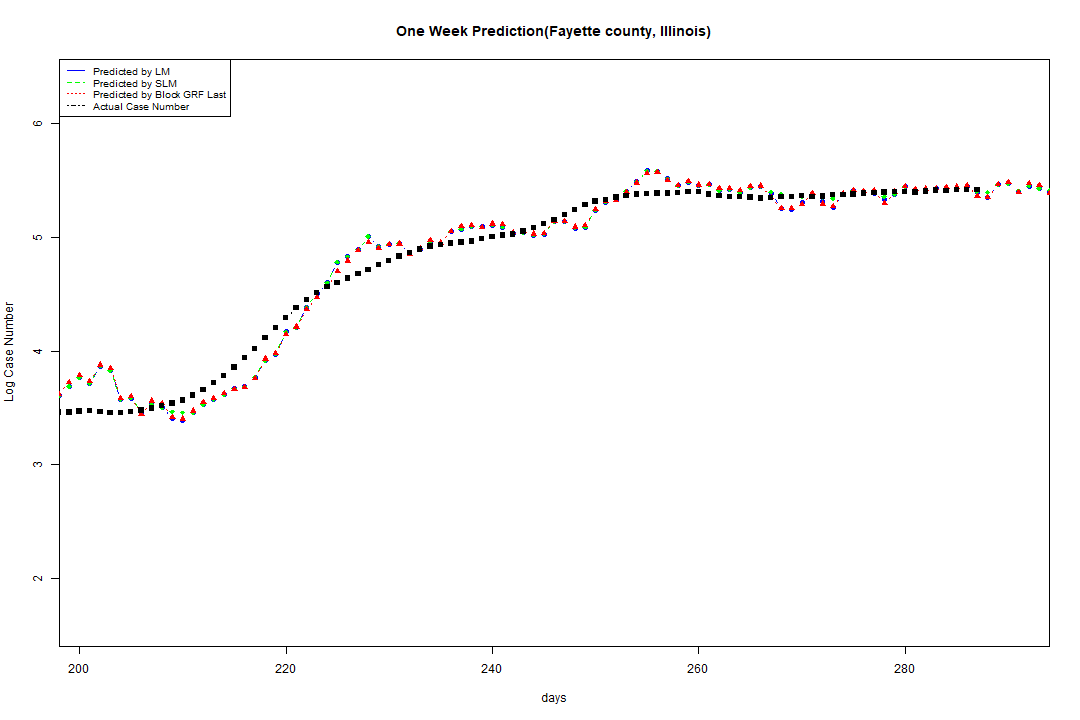 One Week Prediction(Fayette county, Illinois)
Predicted by LM
Predicted by SLM
Predicted by Block GRF Last
Actual Case Number
6
5
4
3
2
Log Case Number
200 220 240 260 280
days